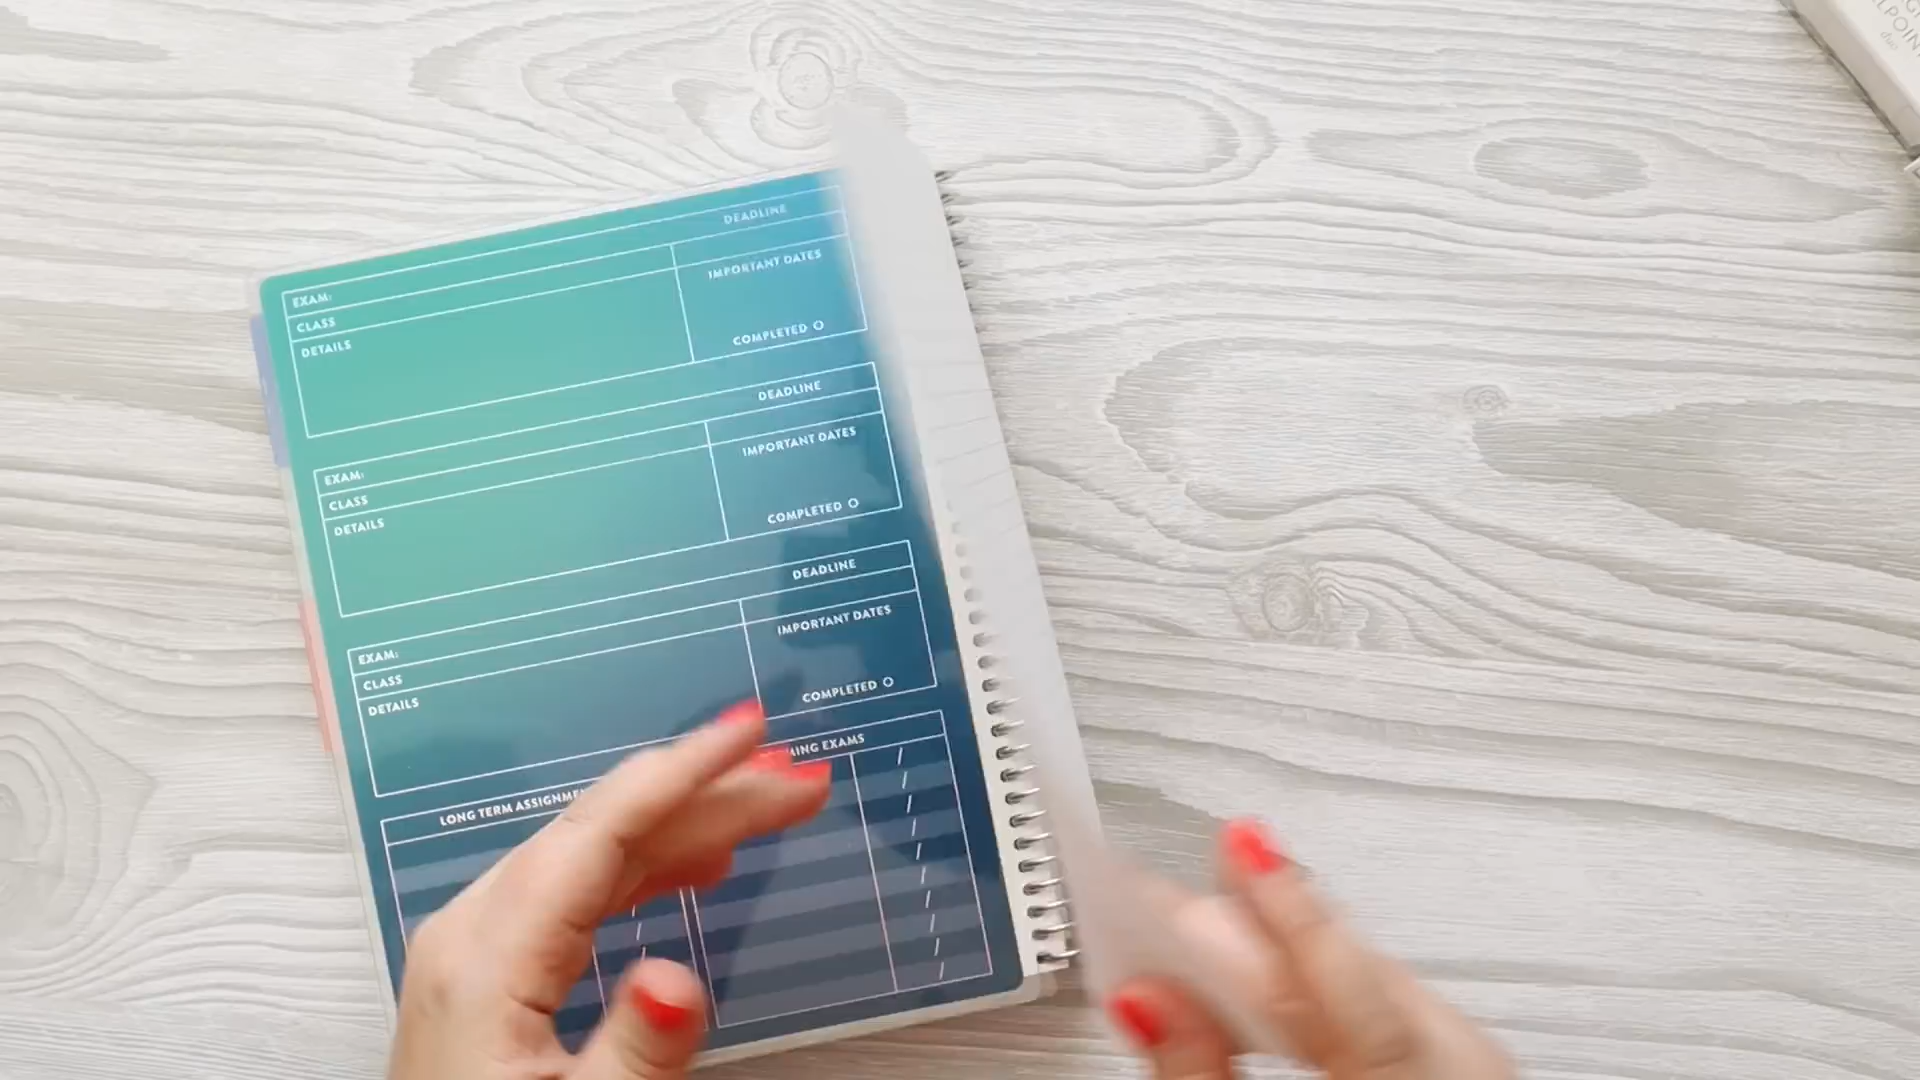 DEADLINE
EXAM:
CLASS
IMPORTANT DATES
DETAILS
COMPLETED
DEADLINE
EXAM:
CLASS
IMPORTANT DATES
DETAILS
COMPLETED
DEADLINE
EXAM:
CLASS
IMPORTANT DATES
DETAILS
COMPLETED
EXAMS
LONG TERM